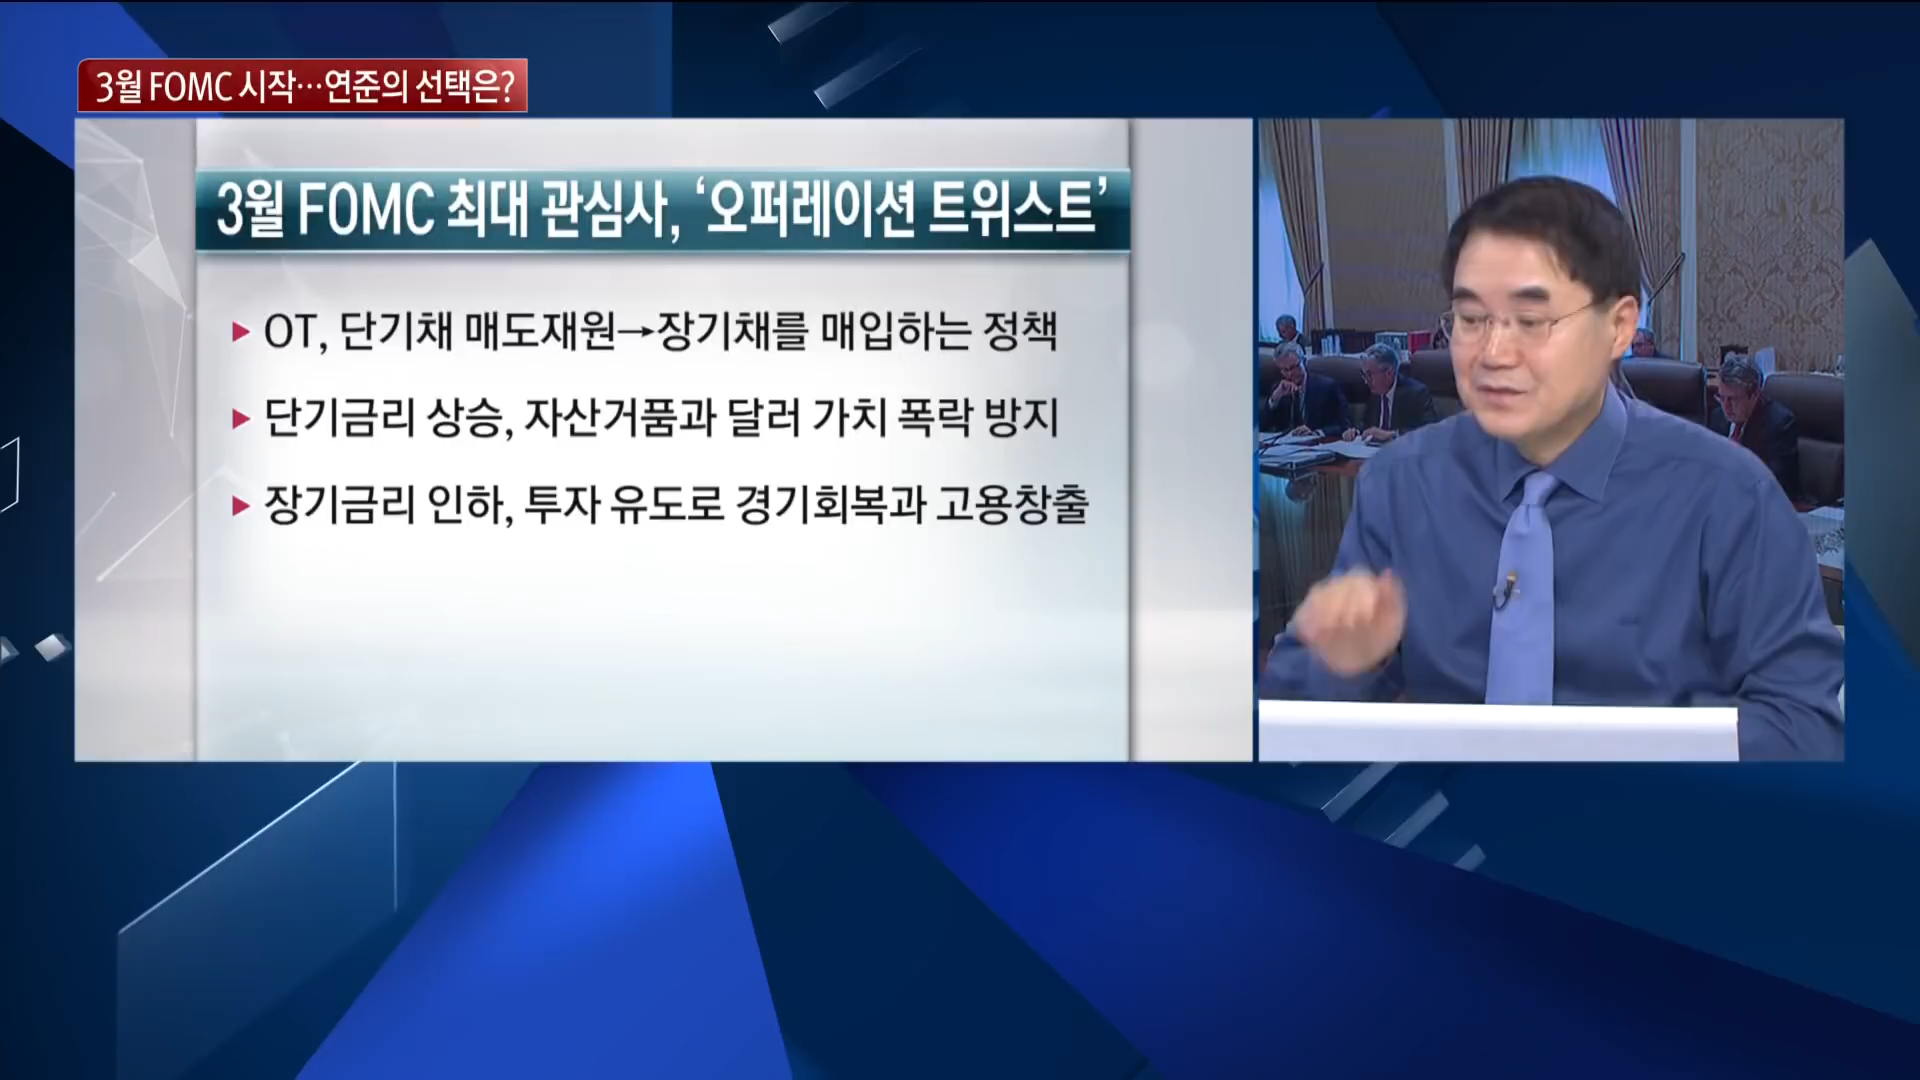 3월 FOMC 시작…연준의 선택은?
3월 FOMC 최대 관심사, ‘오퍼레이션 트위스트’
▶ OT, 단기채 매도재원→장기채를 매입하는 정책
▶ 단기금리 상승, 자산거품과 달러 가치 폭락 방지
▶ 장기금리 인하, 투자 유도로 경기회복과 고용창출